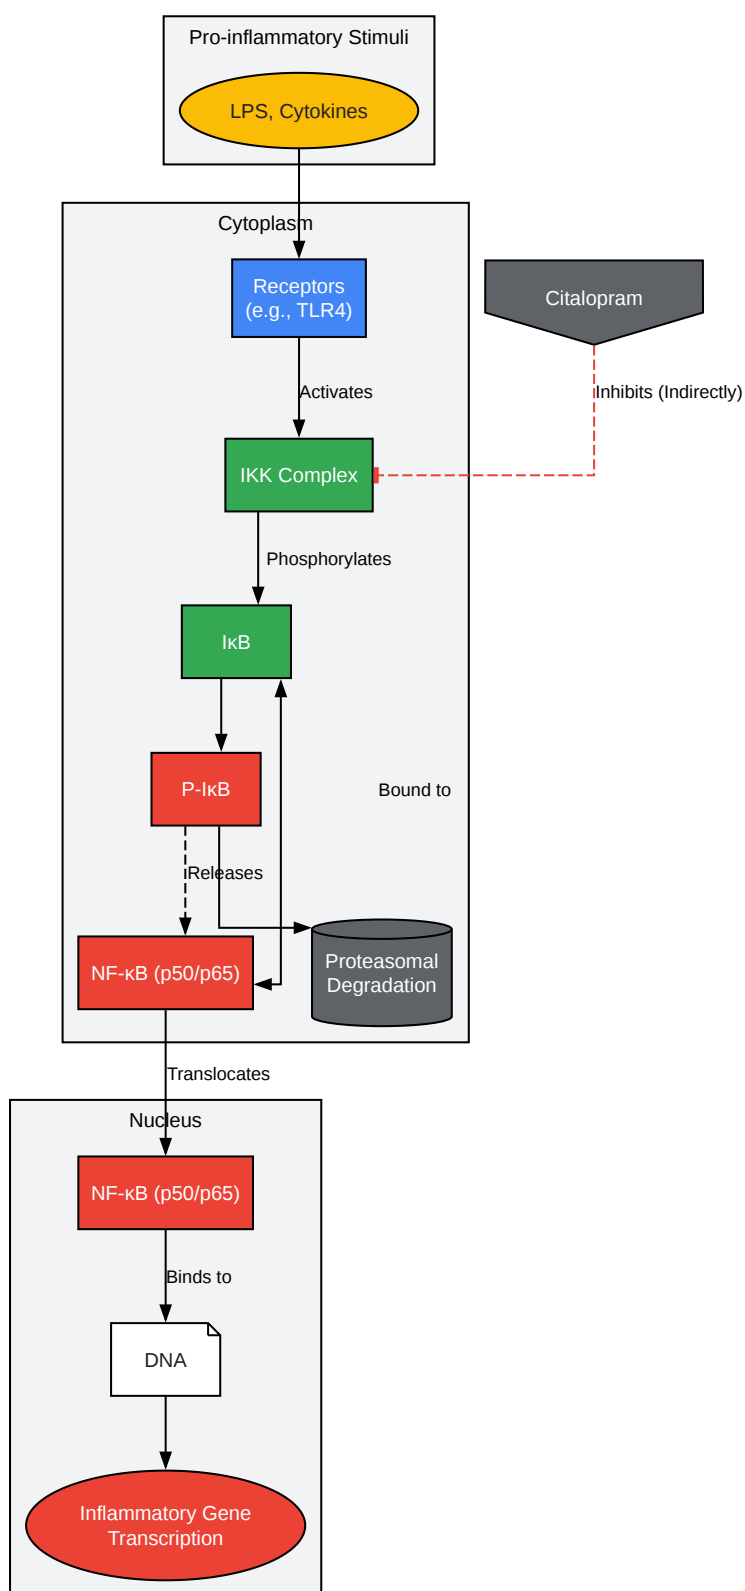 Pro-inflammatory Stimuli
LPS, Cytokines
Cytoplasm
Receptors
(e.g., TLR4)
Citalopram
Activates
Inhibits (Indirectly)
IKK Complex
Phosphorylates
IκB
P-IκB
Bound to
Releases
Proteasomal
Degradation
NF-κB (p50/p65)
Translocates
Nucleus
NF-κB (p50/p65)
Binds to
DNA
Inflammatory Gene
Transcription